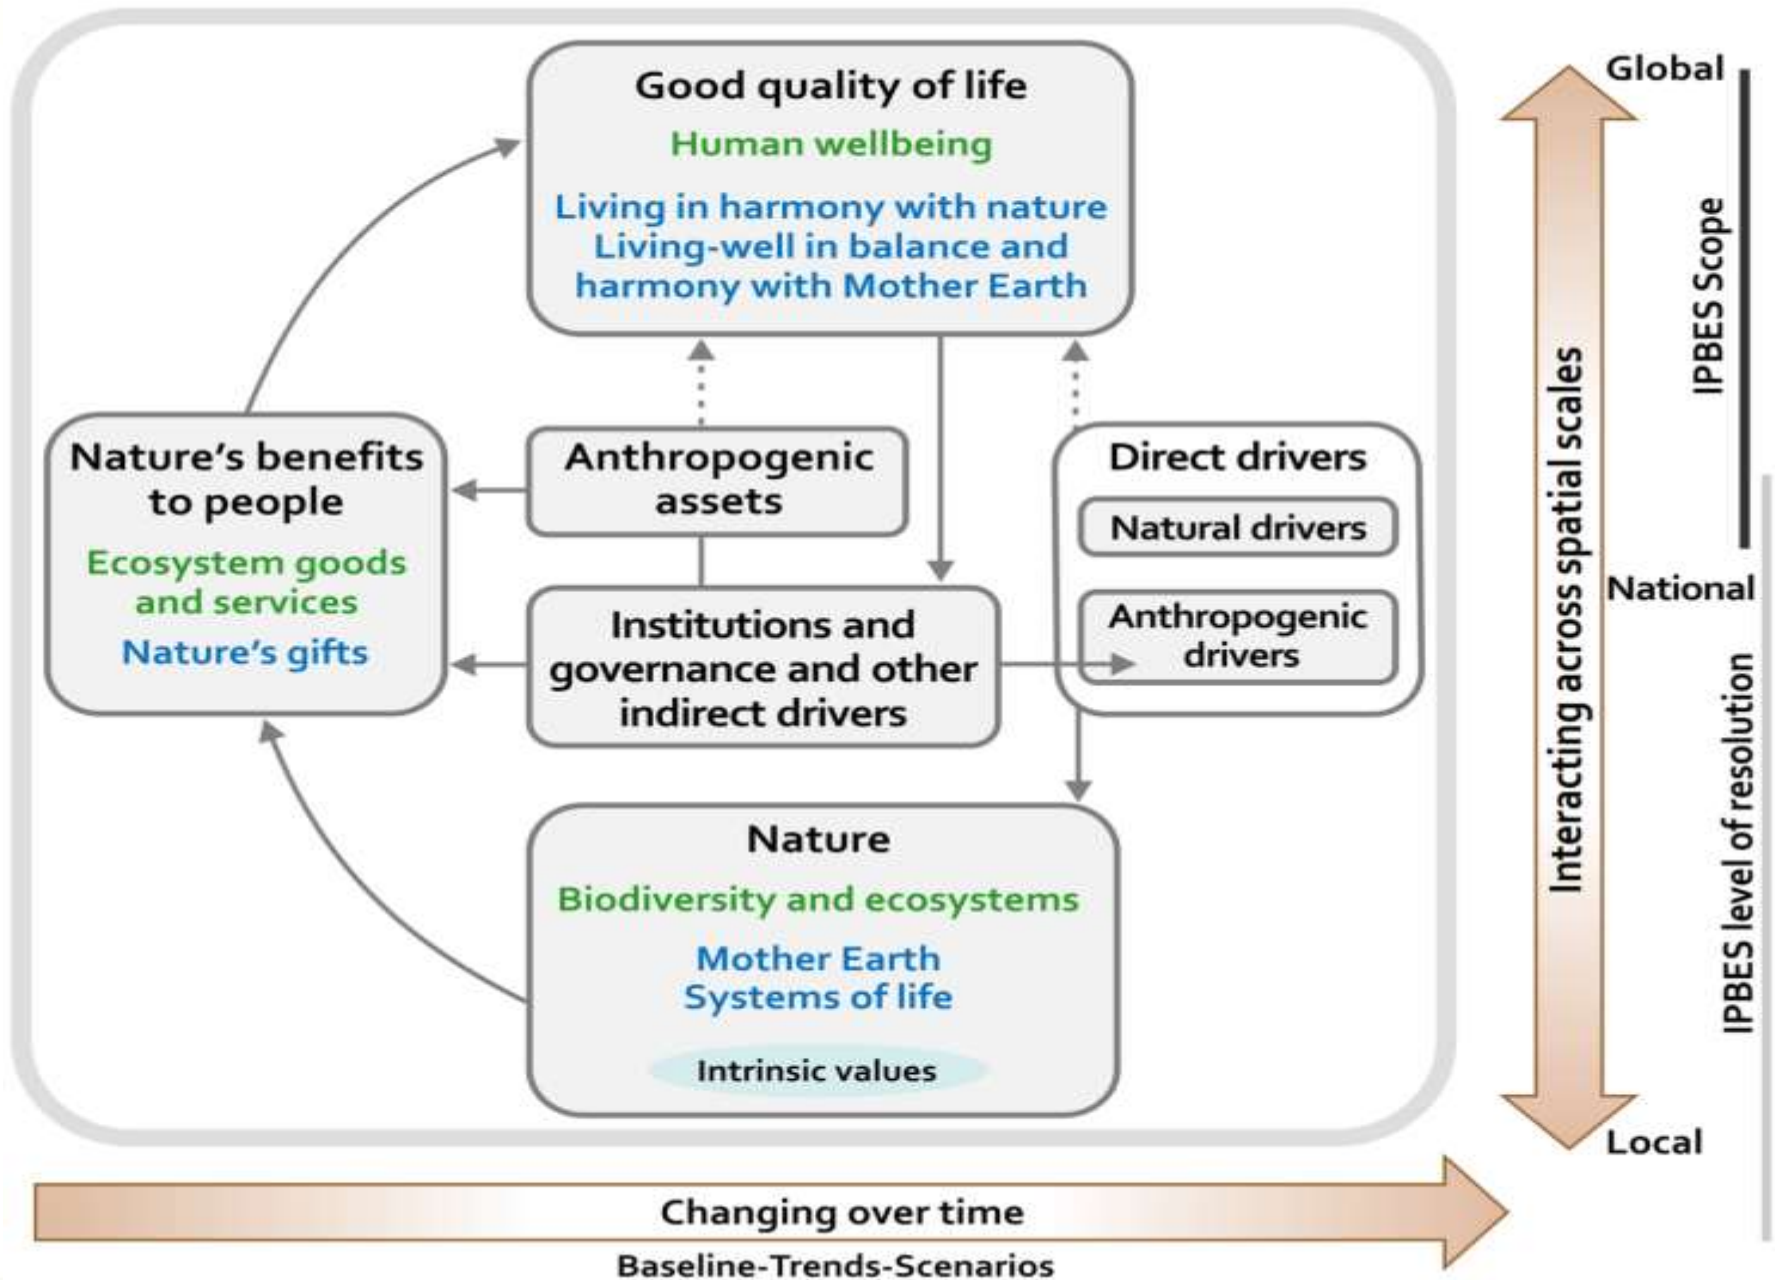 Good quality of life
Human wellbeing
Living in harmony with nature
Living-well in balance and
harmony with Mother Earth
Nature's benefits
to people
Ecosystem goods
and services
Nature's gifts
Anthropogenic
assets
Institutions and
governance and other
indirect drivers
Direct drivers
Natural drivers
Anthropogenic
drivers
Nature
Biodiversity and ecosystems
Mother Earth
Systems of life
Intrinsic values
Changing over time
Baseline-Trends-Scenarios
Interacting across spatial scales
Global
National
Local
IPBES Scope
IPBES level of resolution